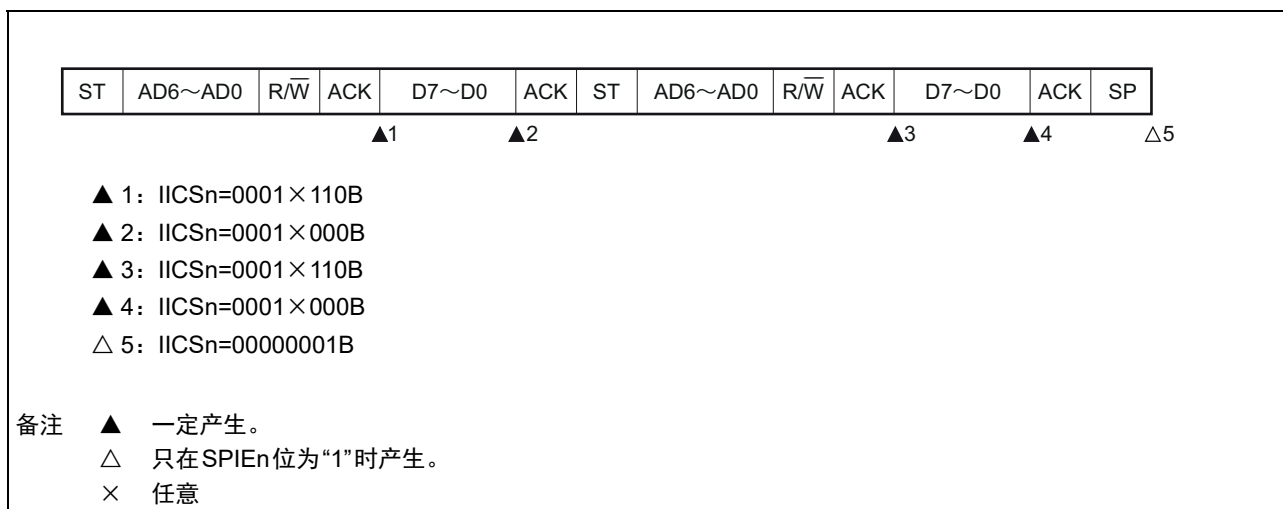 ST AD6～AD0 R/W̅ ACK D7～D0 ACK ST AD6～AD0 R/W̅ ACK D7～D0 ACK SP
▲1 ▲2 ▲3 ▲4 △5
▲ 1：IICSn=0001×110B
▲ 2：IICSn=0001×000B
▲ 3：IICSn=0001×110B
▲ 4：IICSn=0001×000B
△ 5：IICSn=00000001B
备注 ▲ 一定产生。
△ 只在SPIEn位为“1”时产生。
× 任意